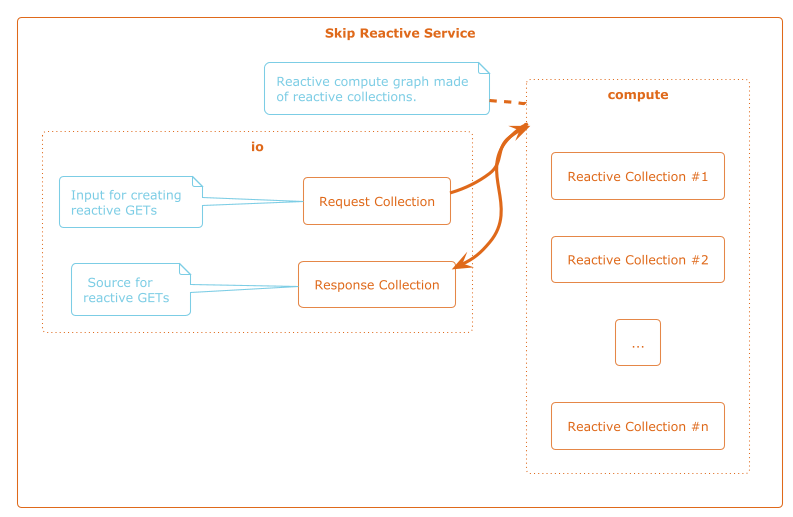 Skip Reactive Service
Reactive compute graph made
of reactive collections.
compute
io
Input for creating
reactive GETs
Request Collection
Source for
reactive GETs
Response Collection
Reactive Collection #1
Reactive Collection #2
...
Reactive Collection #n